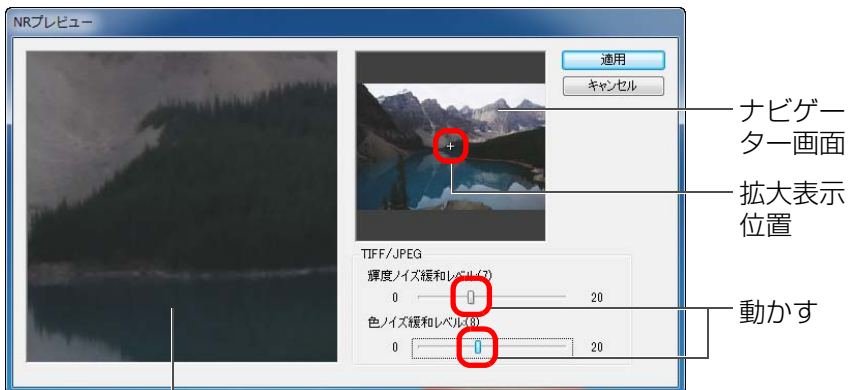 NRプレビュー
適用
キャンセル
ナビゲー
ター画面
拡大表示
位置
TIFF/JPEG
輝度ノイズ緩和レベル(7)
0 20
色ノイズ緩和レベル(8)
0 20
動かす